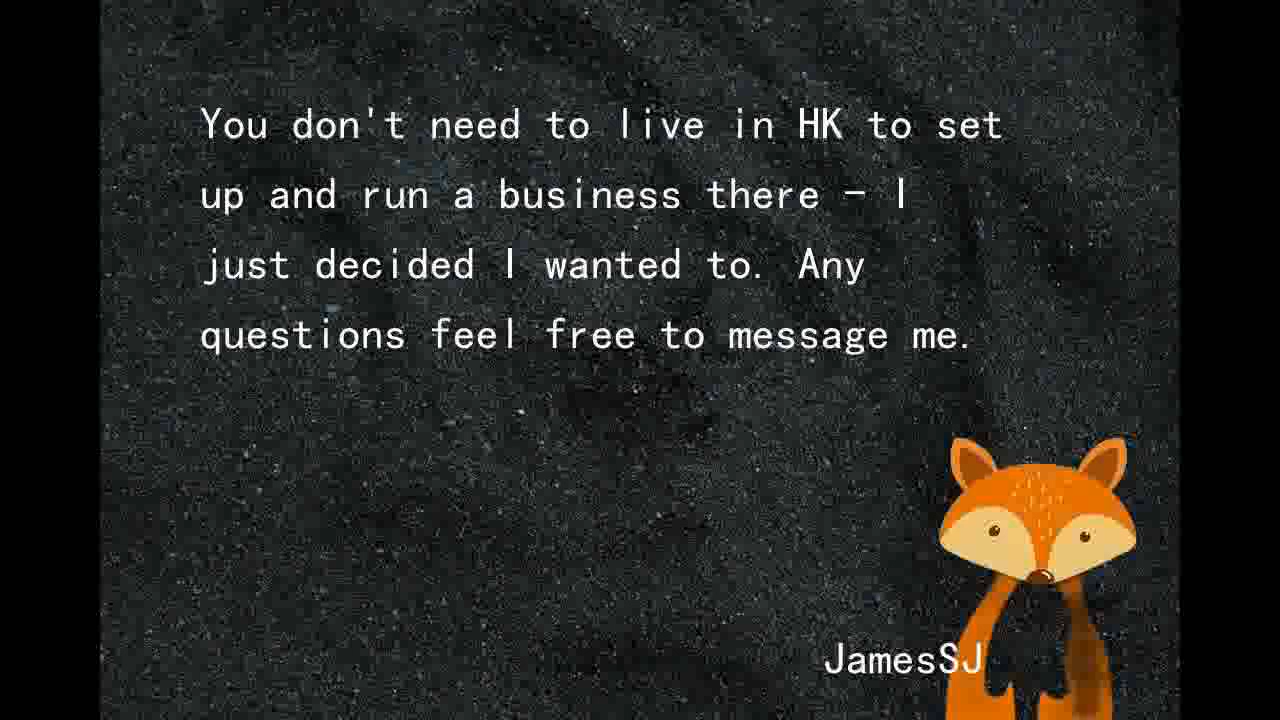 You don't need to live in HK to set
up and run a business there – I
just decided I wanted to. Any
questions feel free to message me.
JamesSJ